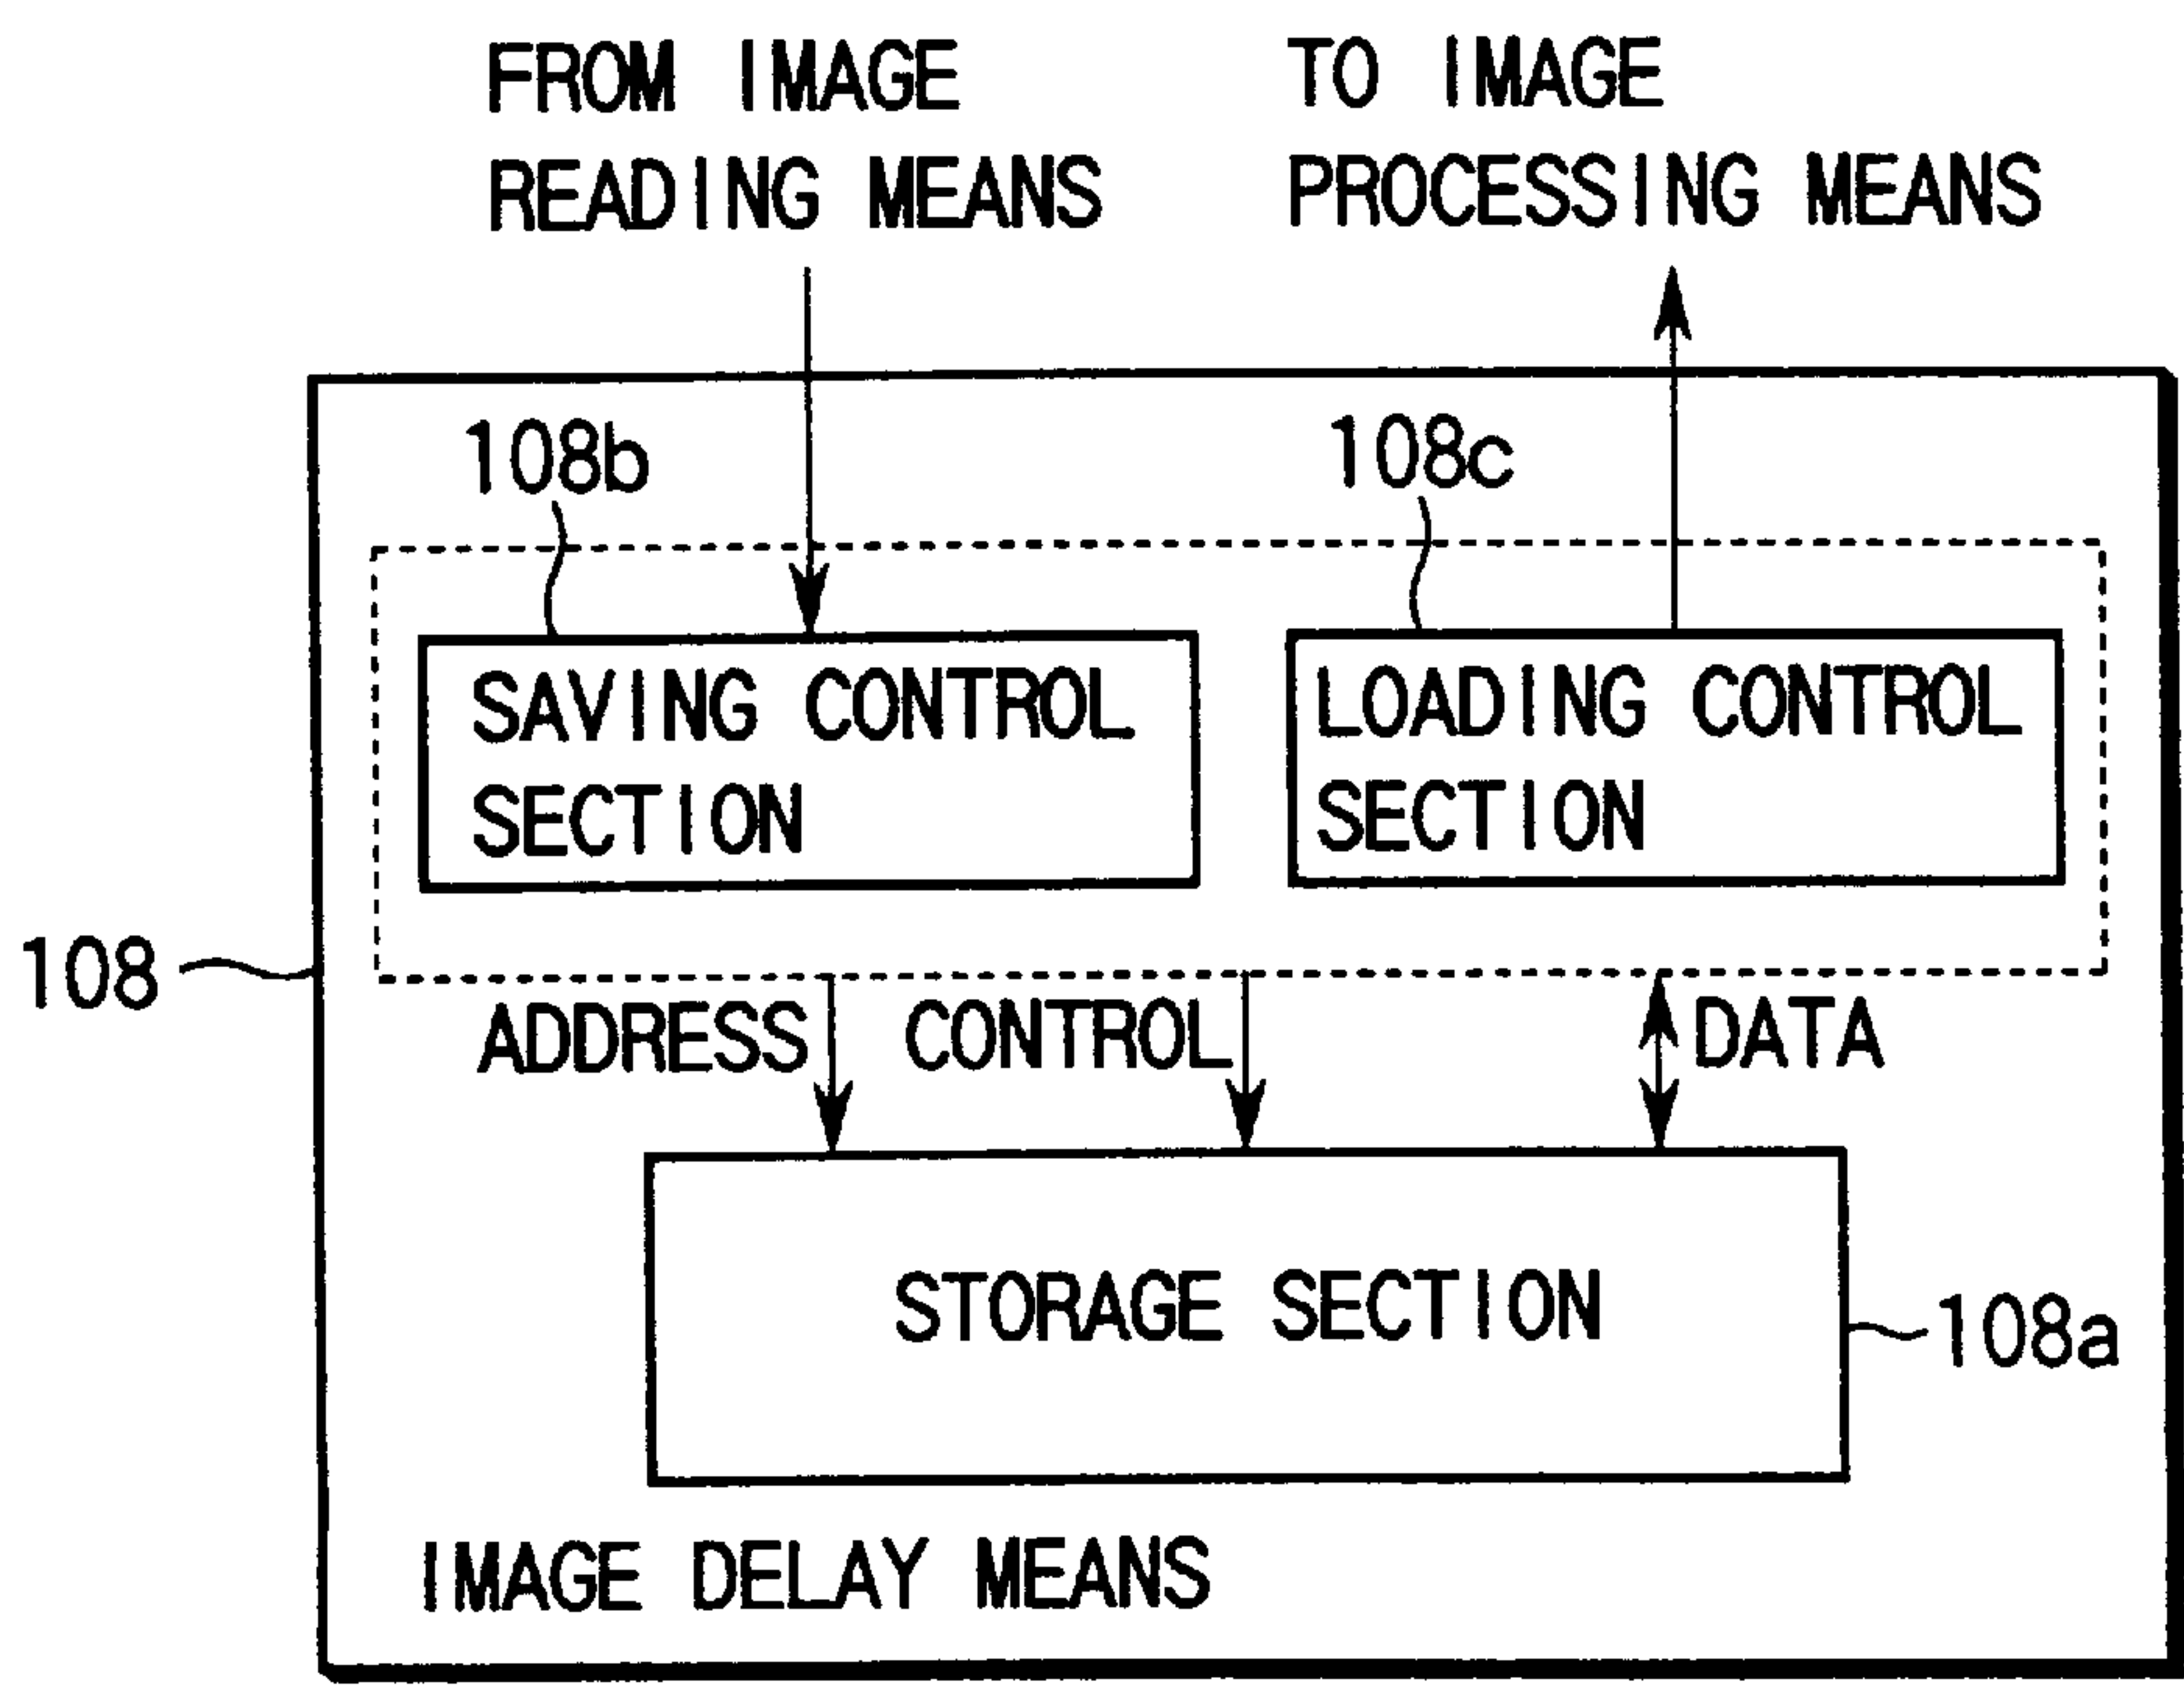 FROM IMAGE
READING MEANS
TO IMAGE
PROCESSING MEANS
108b
108c
SAVING CONTROL
SECTION
LOADING CONTROL
SECTION
108
ADDRESS
CONTROL
DATA
STORAGE SECTION
108a
IMAGE DELAY MEANS